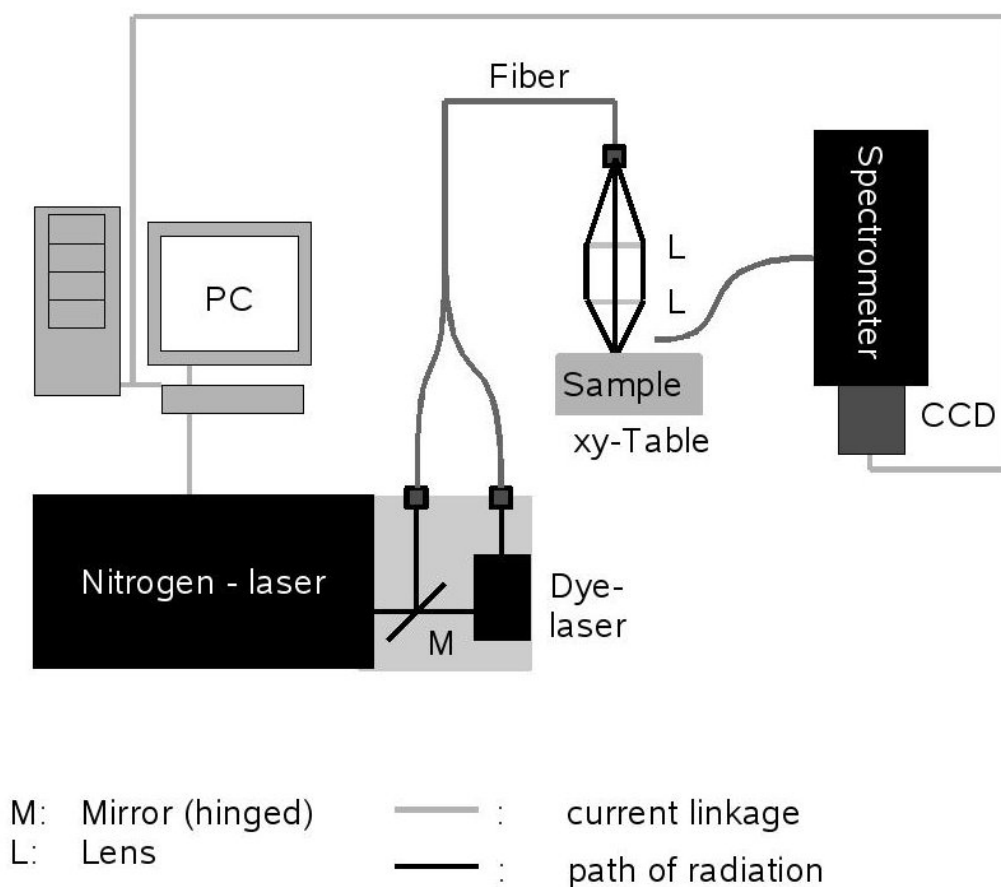 Fiber
Spectrometer
L
PC
L
Sample
CCD
xy-Table
Nitrogen - laser
Dye-
laser
M
M: Mirror (hinged)
: current linkage
L: Lens
: path of radiation